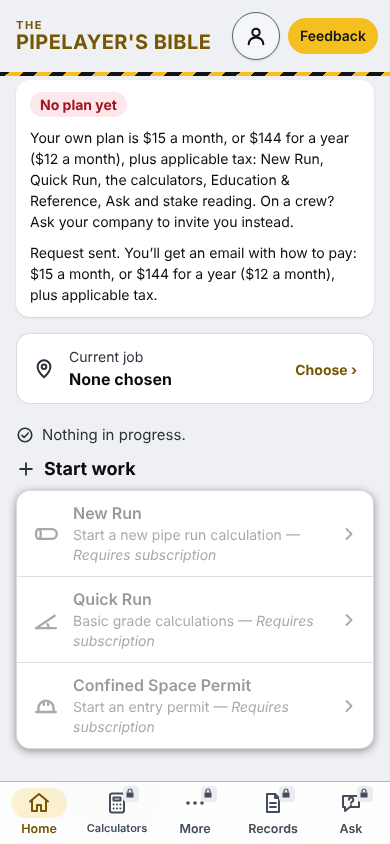 THE
PIPELAYER'S BIBLE
Feedback
No plan yet
Your own plan is $15 a month, or $144 for a year
($12 a month), plus applicable tax: New Run,
Quick Run, the calculators, Education &
Reference, Ask and stake reading. On a crew?
Ask your company to invite you instead.
Request sent. You’ll get an email with how to pay:
$15 a month, or $144 for a year ($12 a month),
plus applicable tax.
Current job
None chosen
Choose ›
Nothing in progress.
Start work
New Run
Start a new pipe run calculation —
Requires subscription
Quick Run
Basic grade calculations — Requires
subscription
Confined Space Permit
Start an entry permit — Requires
subscription
Home
Calculators
More
Records
Ask